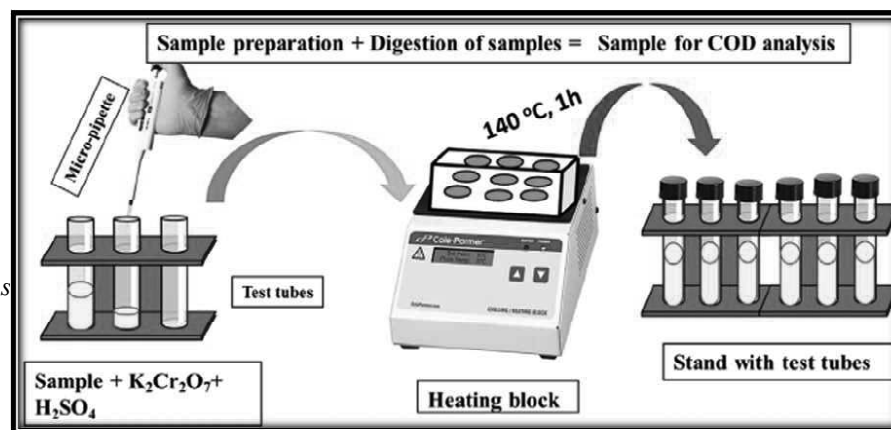 Sample preparation + Digestion of samples = Sample for COD analysis
Micro-pipette
140 °C, 1h
Cole-Parmer
s
Test tubes
Sample + K₂Cr₂O₇+
H₂SO₄
Heating block
Stand with test tubes